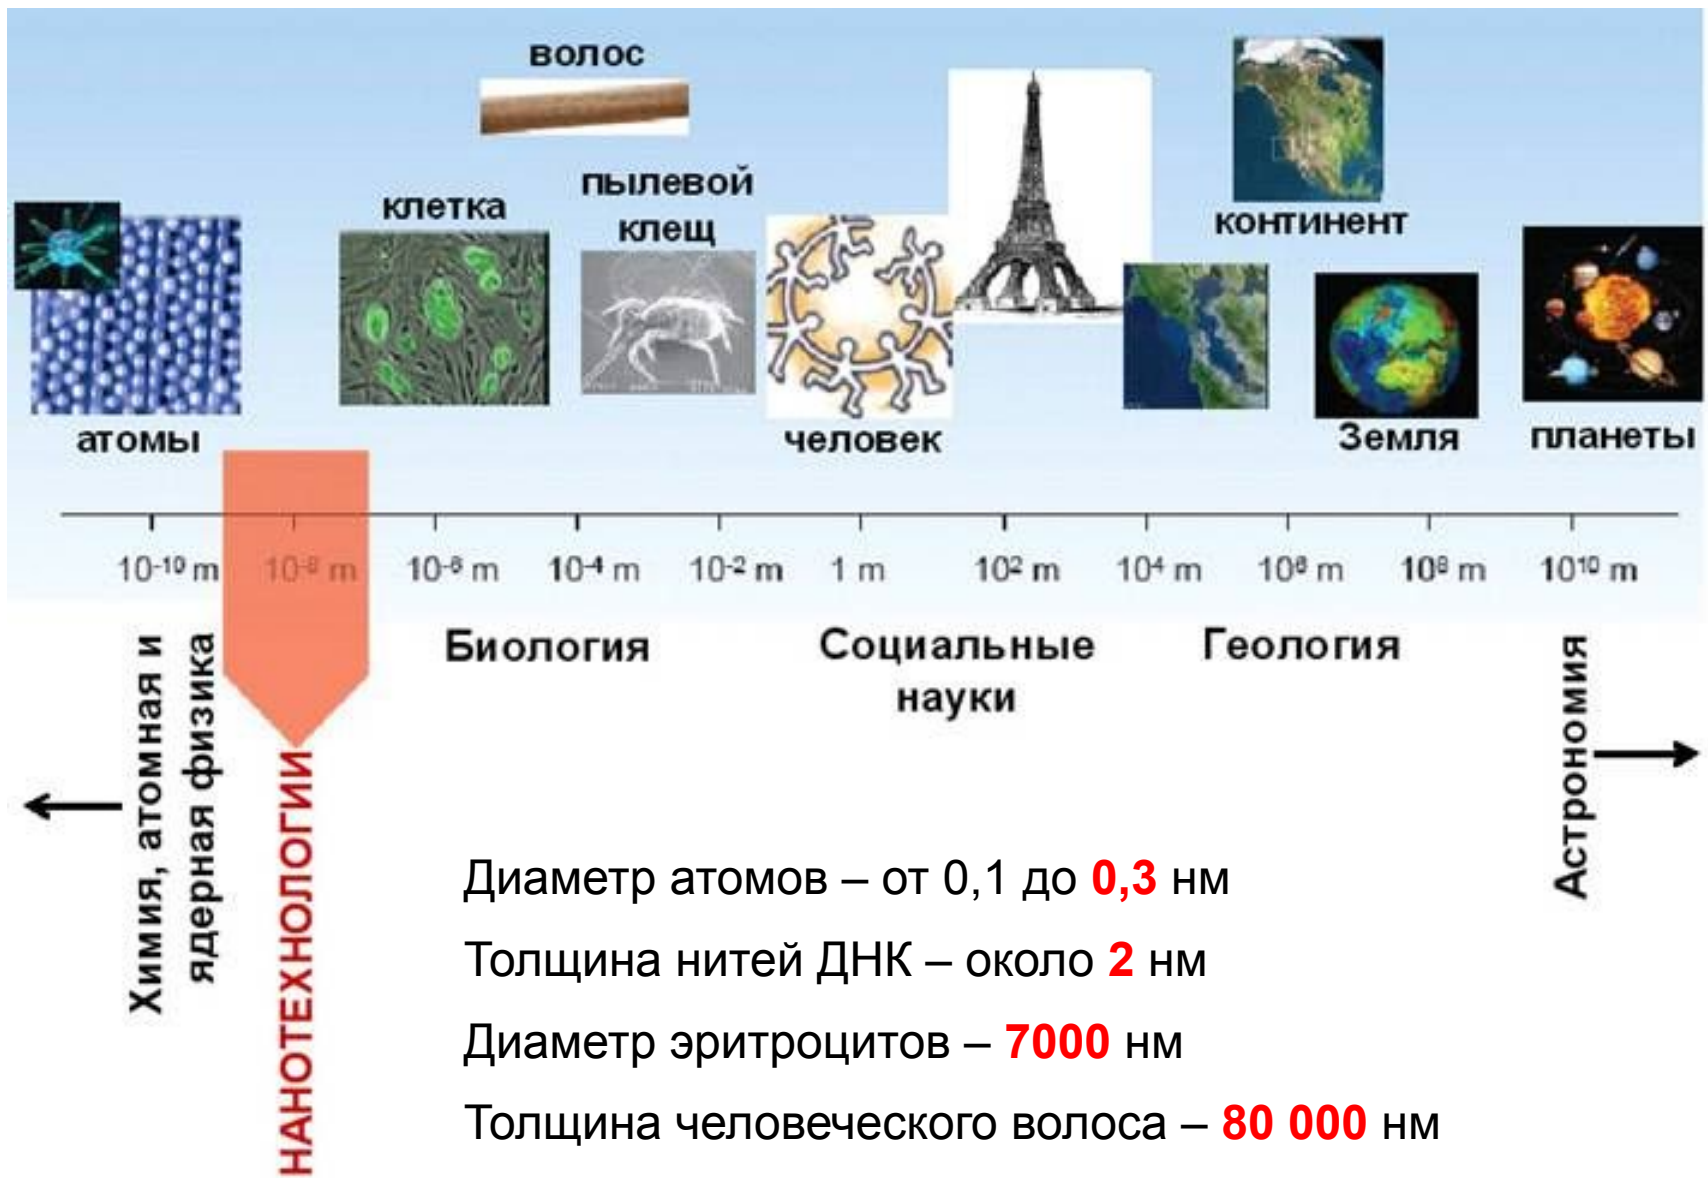 волос
пылевой
клещ
клетка
континент
атомы
человек
Земля
планеты
10⁻¹⁰ m
10⁻⁸ m
10⁻⁶ m
10⁻⁴ m
10⁻² m
1 m
10² m
10⁴ m
10⁶ m
10⁸ m
10¹⁰ m
Химия, атомная и
ядерная физика
НАНОТЕХНОЛОГИИ
Биология
Социальные
науки
Геология
Астрономия
Диаметр атомов – от 0,1 до 0,3 нм
Толщина нитей ДНК – около 2 нм
Диаметр эритроцитов – 7000 нм
Толщина человеческого волоса – 80 000 нм